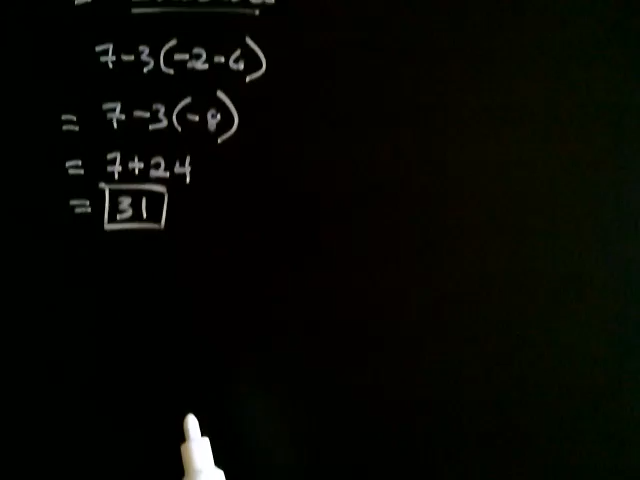 7-3(-2-6)
= 7-3(-8)
= 7+24
= 31